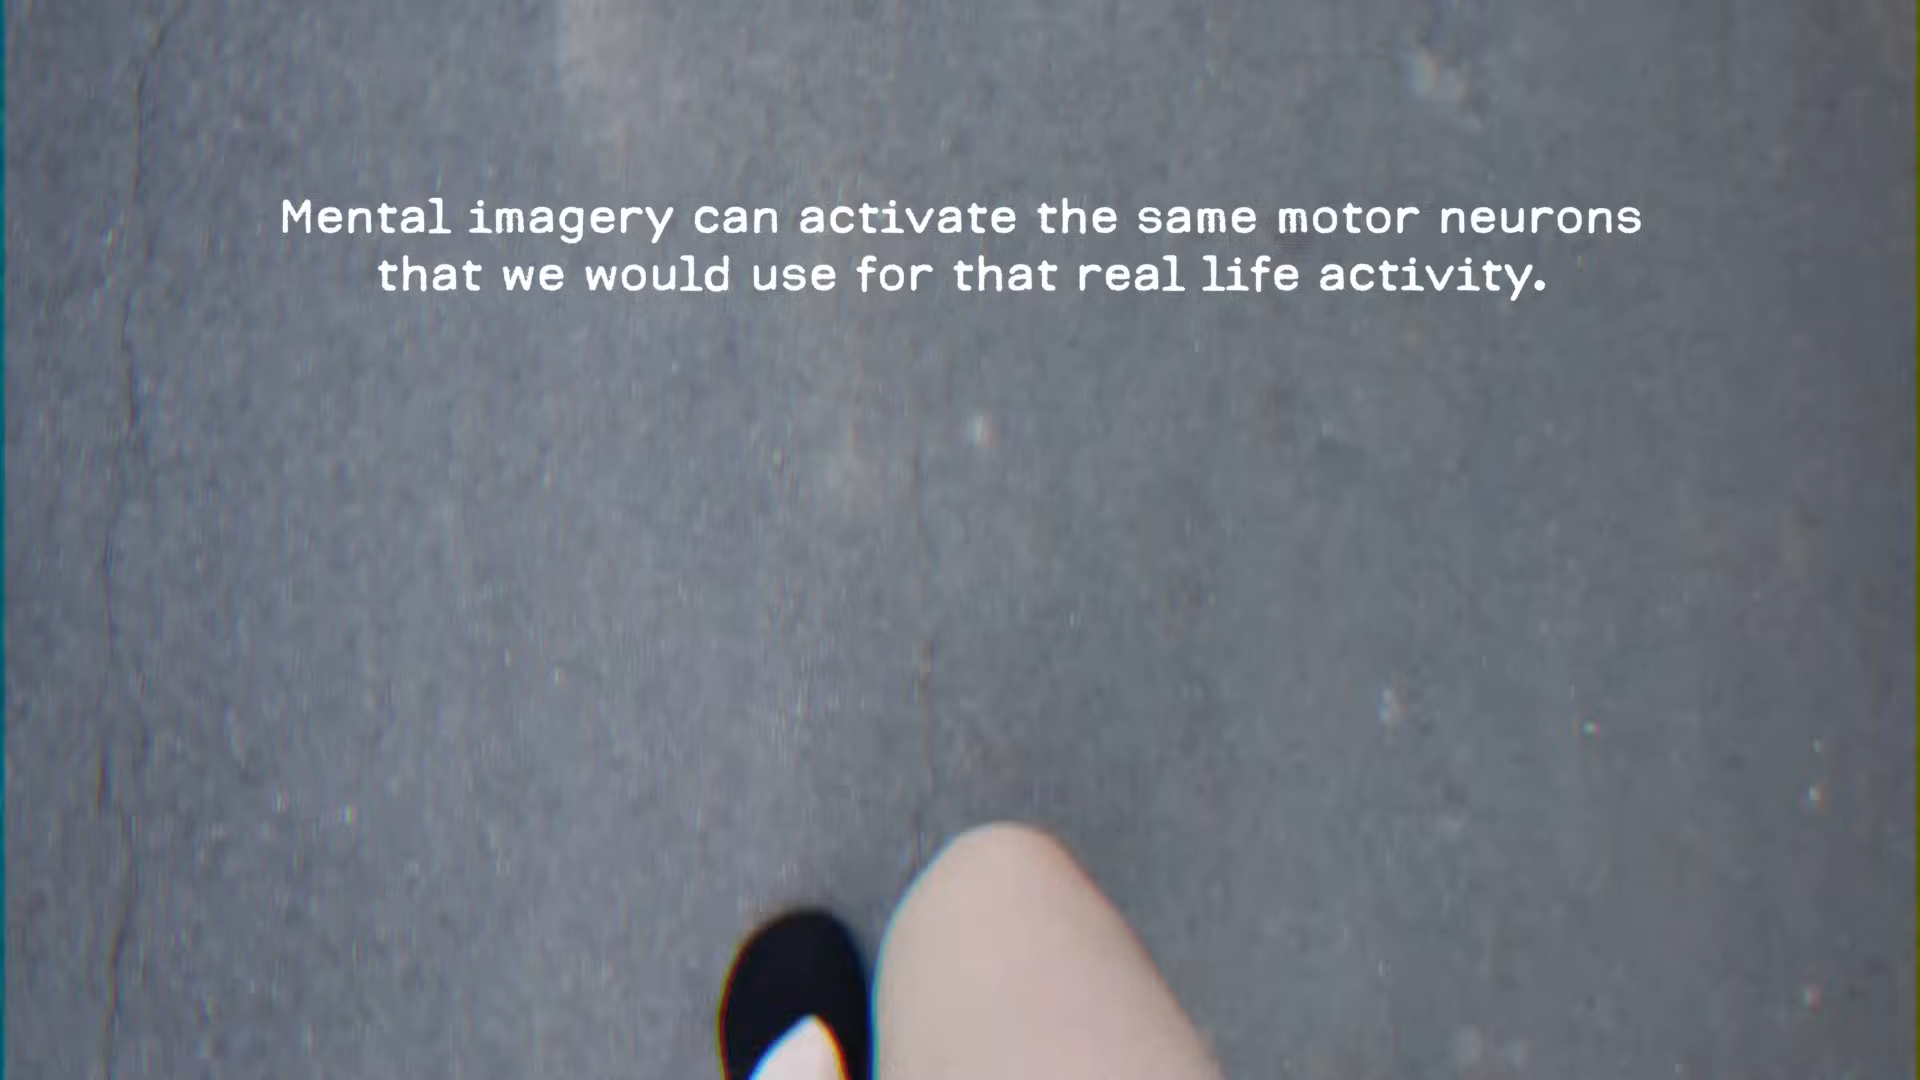 Mental imagery can activate the same motor neurons
that we would use for that real life activity.